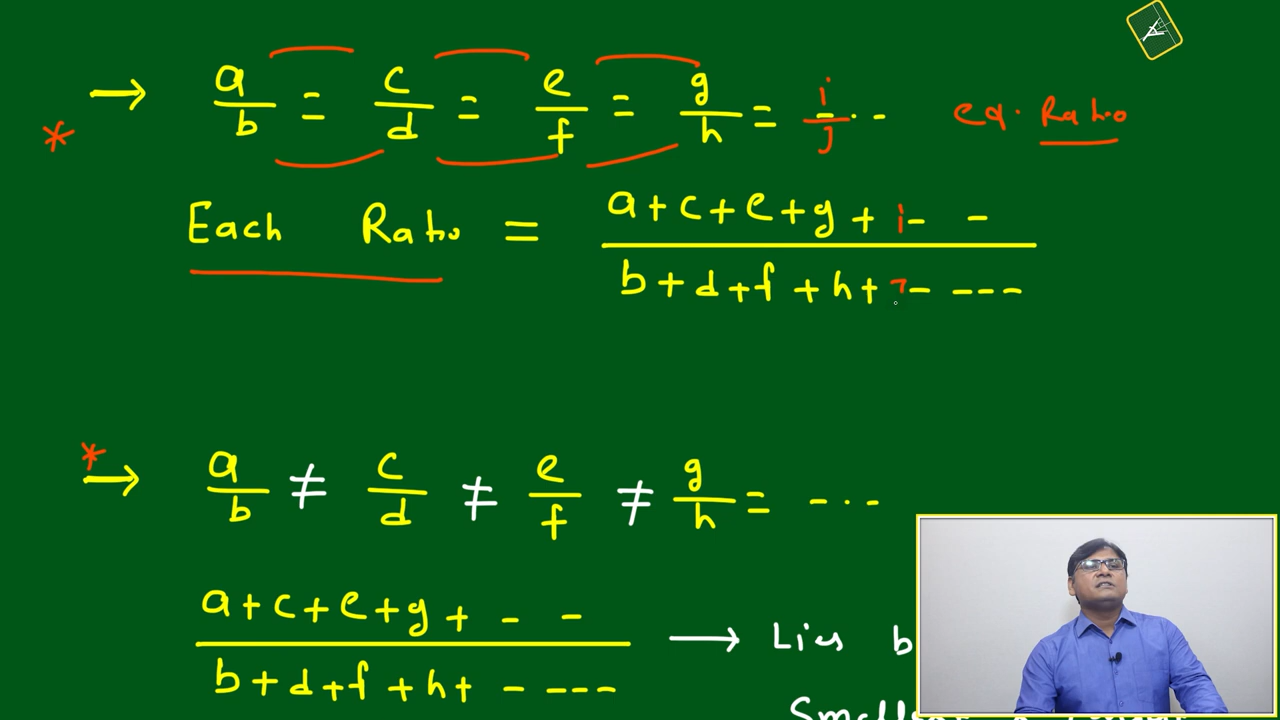 → a/b = c/d = e/f = g/h = i/j - · - eq. Ratio
*
Each Ratio = (a+c+e+g+i- -)/(b+d+f+h+ - ---)
* → a/b ≠ c/d ≠ e/f ≠ g/h = - · -
(a+c+e+g+ - -)/(b+d+f+h+ - ---) → Lies b